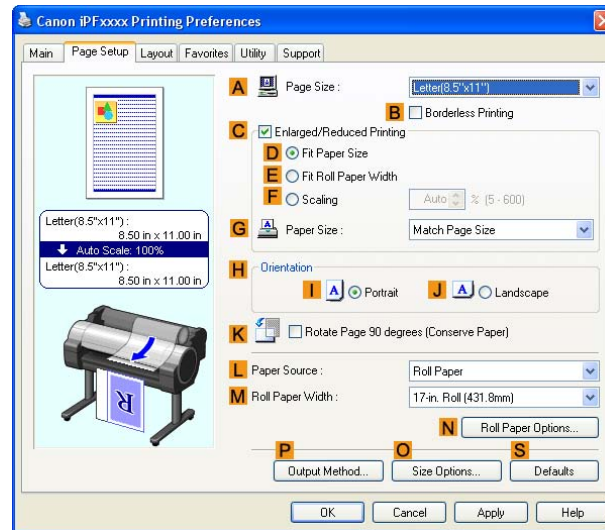 Canon iPFxxxx Printing Preferences
Main Page Setup Layout Favorites Utility Support
A Page Size : Letter(8.5"x11")
B Borderless Printing
C Enlarged/Reduced Printing
D Fit Paper Size
E Fit Roll Paper Width
F Scaling Auto % (5 - 600)
G Paper Size : Match Page Size
Letter(8.5"x11") :
8.50 in x 11.00 in
Auto Scale: 100%
Letter(8.5"x11") :
8.50 in x 11.00 in
H Orientation
I A Portrait J A Landscape
K Rotate Page 90 degrees (Conserve Paper)
L Paper Source : Roll Paper
M Roll Paper Width : 17-in. Roll (431.8mm)
N Roll Paper Options...
P O S
Output Method... Size Options... Defaults
OK Cancel Apply Help
R